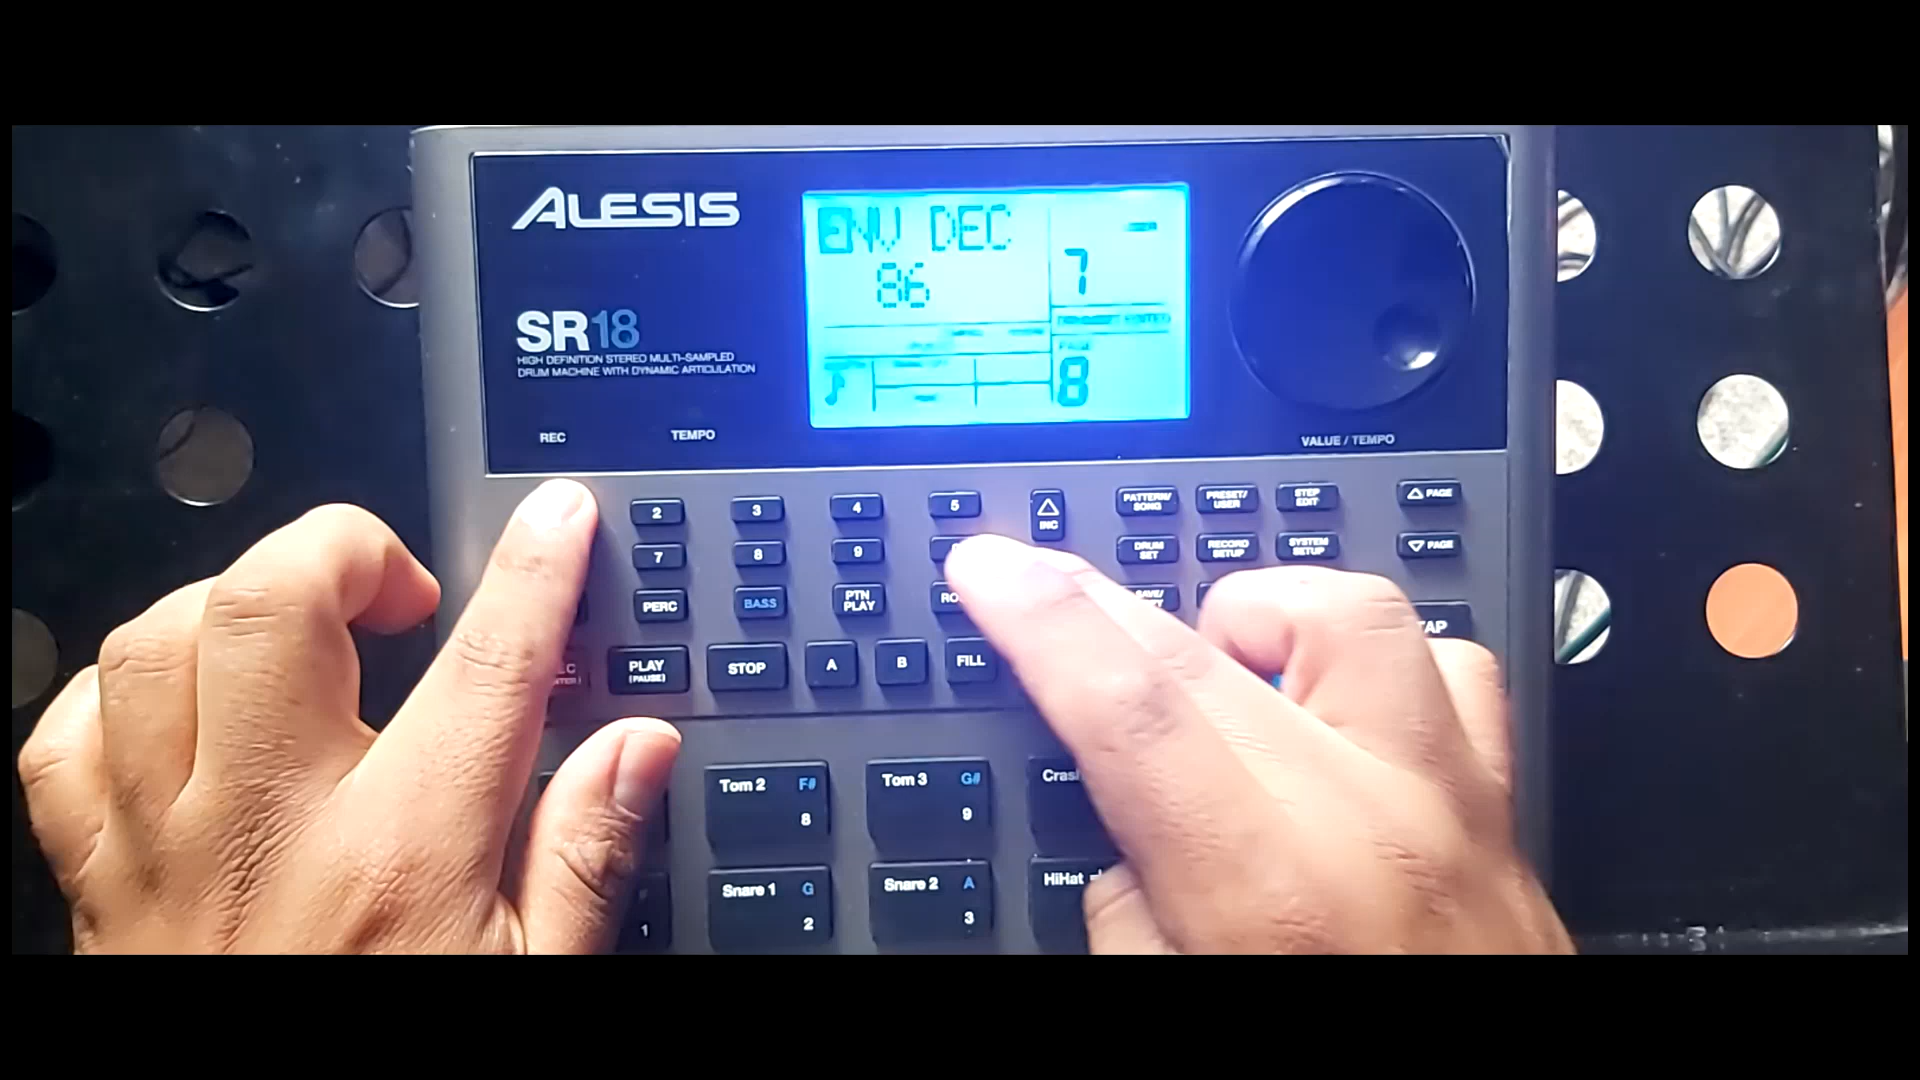 ALESIS
ENV DEC
86
7
SR18
HIGH DEFINITION STEREO MULTI-SAMPLED
DRUM MACHINE WITH DYNAMIC ARTICULATION
PAGE
8
REC
TEMPO
VALUE / TEMPO
2
3
4
5
INC
PATTERN/
SONG
PRESET/
USER
STEP
EDIT
PAGE
7
8
9
DRUM
SET
RECORD
SETUP
SYSTEM
SETUP
PAGE
PERC
BASS
PTN
PLAY
PLAY
(PAUSE)
STOP
A
B
FILL
Tom 2 F#
8
Tom 3 G#
9
Snare 1 G
2
Snare 2 A
3
HiHat
1